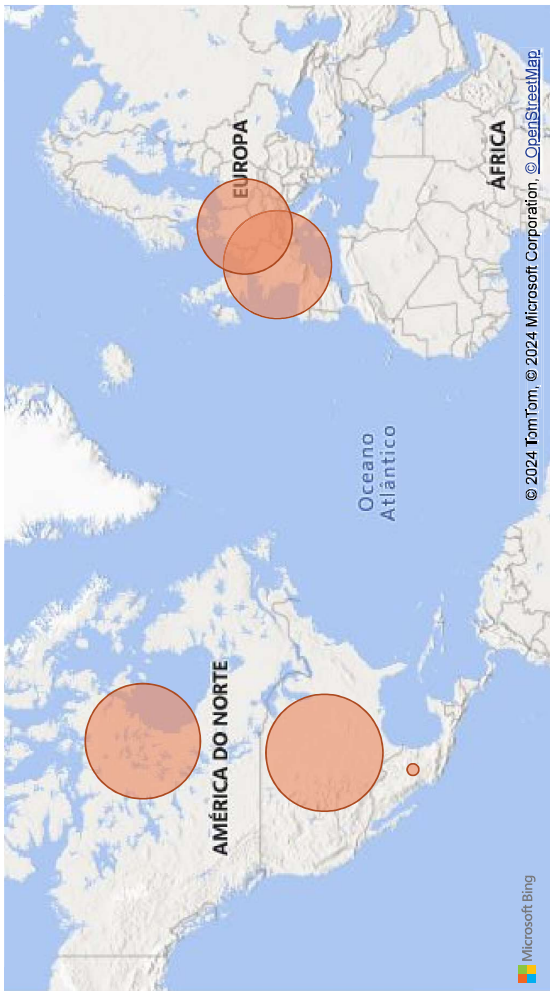 AMÉRICA DO NORTE
EUROPA
Oceano
Atlântico
ÁFRICA
Microsoft Bing
© 2024 TomTom, © 2024 Microsoft Corporation, © OpenStreetMap